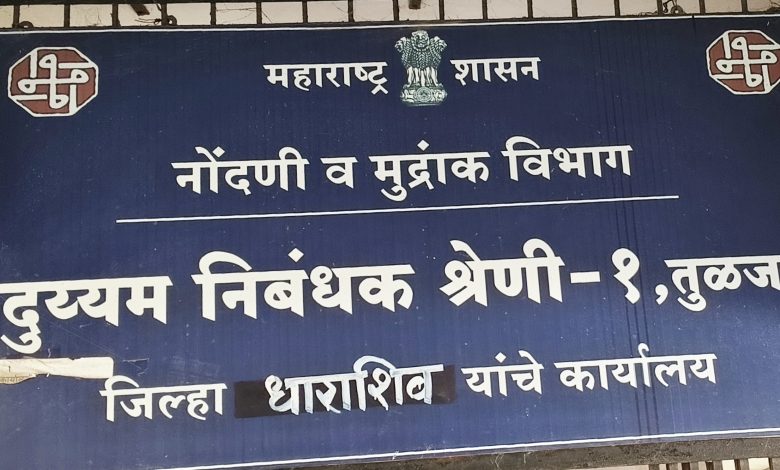 महाराष्ट्र शासन
नोंदणी व मुद्रांक विभाग
दुय्यम निबंधक श्रेणी-१, तुळज
जिल्हा धाराशिव यांचे कार्यालय